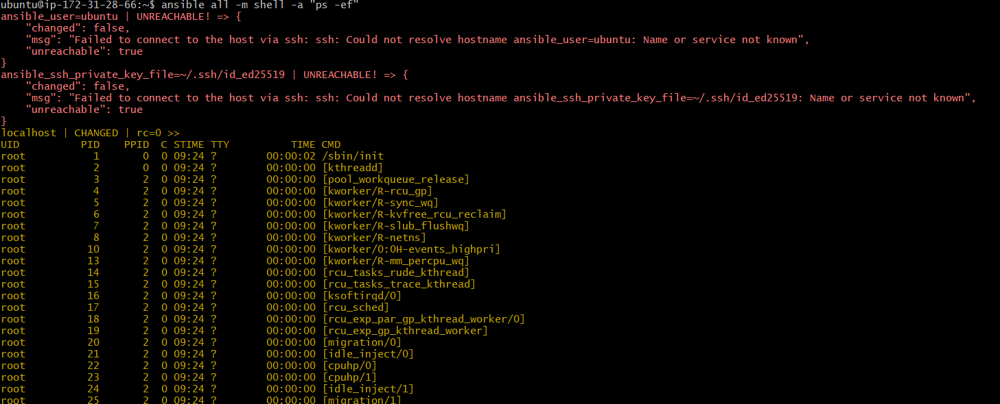 ubuntu@ip-172-31-28-66:~$ ansible all -m shell -a "ps -ef"
ansible_user=ubuntu | UNREACHABLE! => {
    "changed": false,
    "msg": "Failed to connect to the host via ssh: ssh: Could not resolve hostname ansible_user=ubuntu: Name or service not known",
    "unreachable": true
}
ansible_ssh_private_key_file=~/.ssh/id_ed25519 | UNREACHABLE! => {
    "changed": false,
    "msg": "Failed to connect to the host via ssh: ssh: Could not resolve hostname ansible_ssh_private_key_file=~/.ssh/id_ed25519: Name or service not known",
    "unreachable": true
}
localhost | CHANGED | rc=0 >>
UID          PID    PPID  C STIME TTY          TIME CMD
root           1       0  0 09:24 ?        00:00:02 /sbin/init
root           2       0  0 09:24 ?        00:00:00 [kthreadd]
root           3       2  0 09:24 ?        00:00:00 [pool_workqueue_release]
root           4       2  0 09:24 ?        00:00:00 [kworker/R-rcu_gp]
root           5       2  0 09:24 ?        00:00:00 [kworker/R-sync_wq]
root           6       2  0 09:24 ?        00:00:00 [kworker/R-kvfree_rcu_reclaim]
root           7       2  0 09:24 ?        00:00:00 [kworker/R-slub_flushwq]
root           8       2  0 09:24 ?        00:00:00 [kworker/R-netns]
root          10       2  0 09:24 ?        00:00:00 [kworker/0:0H-events_highpri]
root          13       2  0 09:24 ?        00:00:00 [kworker/R-mm_percpu_wq]
root          14       2  0 09:24 ?        00:00:00 [rcu_tasks_rude_kthread]
root          15       2  0 09:24 ?        00:00:00 [rcu_tasks_trace_kthread]
root          16       2  0 09:24 ?        00:00:00 [ksoftirqd/0]
root          17       2  0 09:24 ?        00:00:00 [rcu_sched]
root          18       2  0 09:24 ?        00:00:00 [rcu_exp_par_gp_kthread_worker/0]
root          19       2  0 09:24 ?        00:00:00 [rcu_exp_gp_kthread_worker]
root          20       2  0 09:24 ?        00:00:00 [migration/0]
root          21       2  0 09:24 ?        00:00:00 [idle_inject/0]
root          22       2  0 09:24 ?        00:00:00 [cpuhp/0]
root          23       2  0 09:24 ?        00:00:00 [cpuhp/1]
root          24       2  0 09:24 ?        00:00:00 [idle_inject/1]
root          25       2  0 09:24 ?        00:00:00 [migration/1]